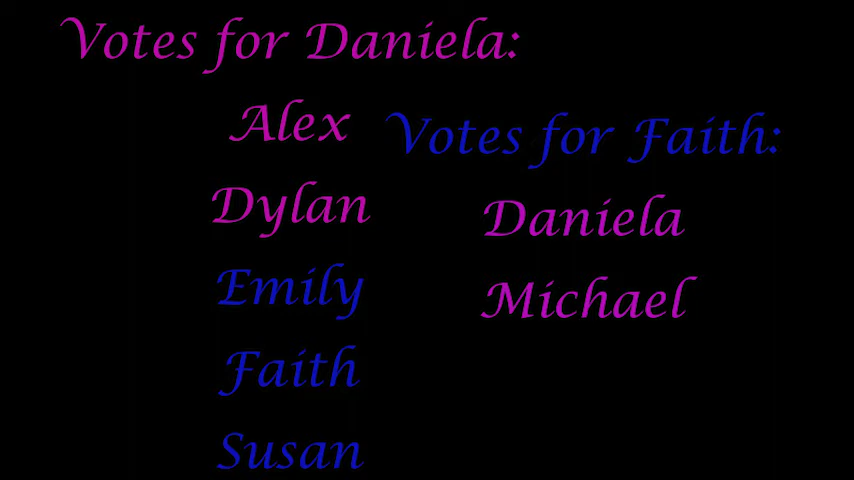 Votes for Daniela:
Alex
Dylan
Emily
Faith
Susan
Votes for Faith:
Daniela
Michael